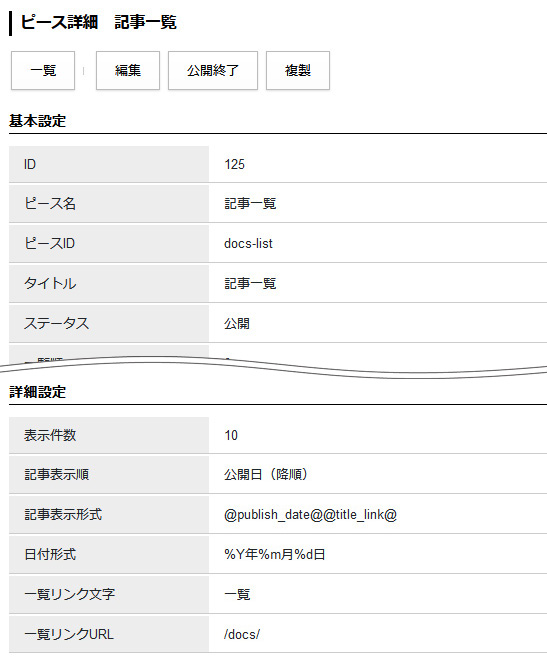 ピース詳細　記事一覧
一覧 編集 公開終了 複製
基本設定
ID 125
ピース名 記事一覧
ピースID docs-list
タイトル 記事一覧
ステータス 公開
詳細設定
表示件数 10
記事表示順 公開日（降順）
記事表示形式 @publish_date@@title_link@
日付形式 %Y年%m月%d日
一覧リンク文字 一覧
一覧リンクURL /docs/